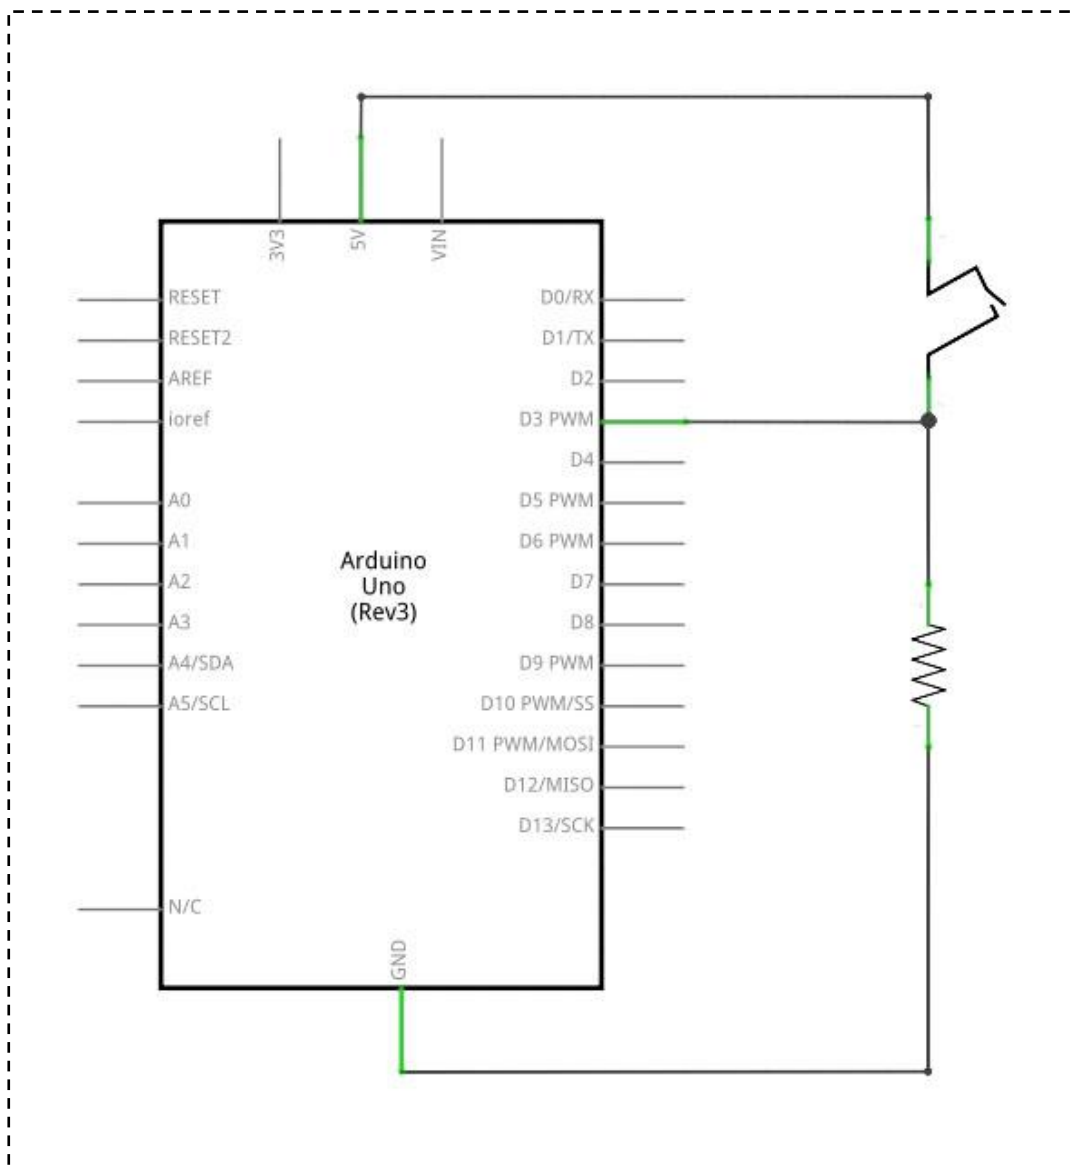 3V3
5V
VIN
RESET
D0/RX
RESET2
D1/TX
AREF
D2
ioref
D3 PWM
D4
A0
D5 PWM
A1
D6 PWM
Arduino
Uno
(Rev3)
A2
D7
A3
D8
A4/SDA
D9 PWM
A5/SCL
D10 PWM/SS
D11 PWM/MOSI
D12/MISO
D13/SCK
N/C
GND